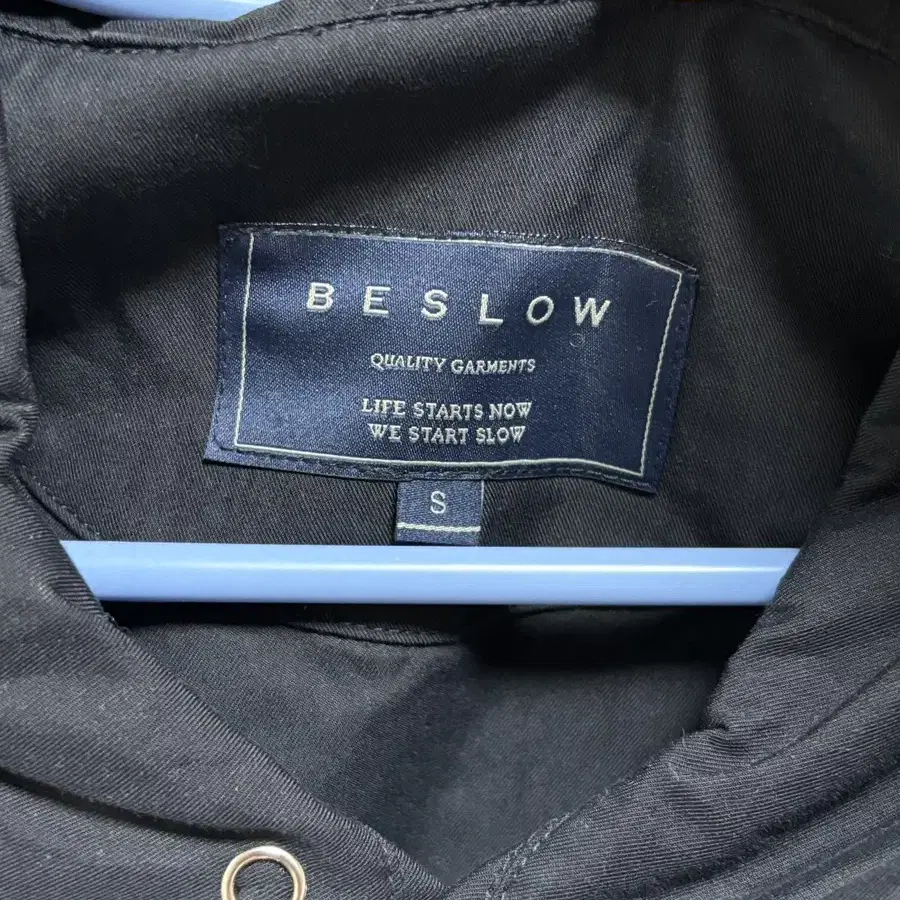 BESLOW
QUALITY GARMENTS
LIFE STARTS NOW
WE START SLOW
S